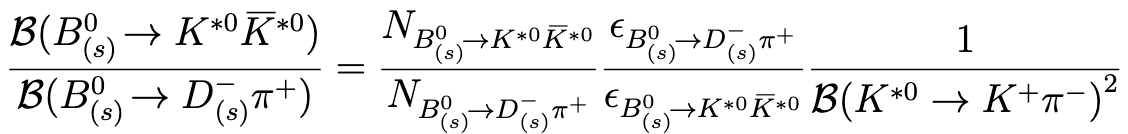 \frac{\mathcal{B}(B^0_{(s)} \to K^{*0} \overline{K}^{*0})}{\mathcal{B}(B^0_{(s)} \to D^-_{(s)} \pi^+)} = \frac{N_{B^0_{(s)} \to K^{*0} \overline{K}^{*0}}}{N_{B^0_{(s)} \to D^-_{(s)} \pi^+}} \frac{\epsilon_{B^0_{(s)} \to D^-_{(s)} \pi^+}}{\epsilon_{B^0_{(s)} \to K^{*0} \overline{K}^{*0}}} \frac{1}{\mathcal{B}(K^{*0} \to K^+ \pi^-)^2}